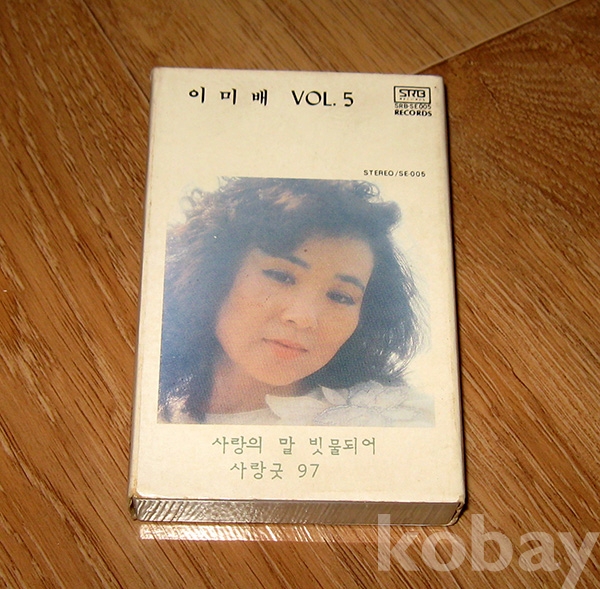 이미배 VOL. 5
SRB
RECORDS
SRB-SE005
RECORDS
STEREO/SE-005
사랑의 말 빗물되어
사랑굿 97
kobay